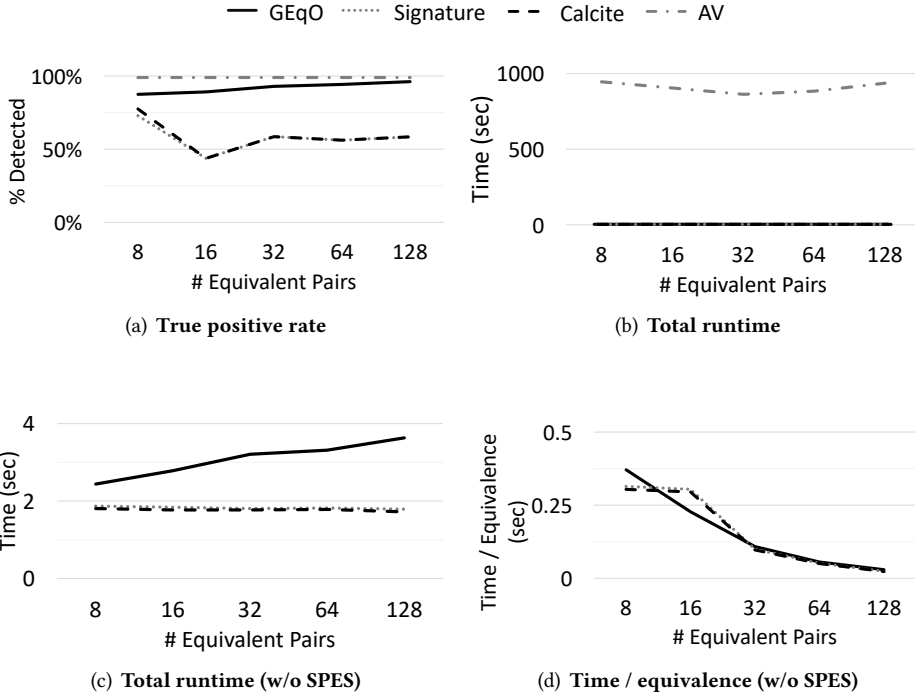 GEqO Signature Calcite AV
100%
50%
0%
% Detected
8 16 32 64 128
# Equivalent Pairs
(a) True positive rate
1000
500
0
Time (sec)
8 16 32 64 128
# Equivalent Pairs
(b) Total runtime
4
2
0
Time (sec)
8 16 32 64 128
# Equivalent Pairs
(c) Total runtime (w/o SPES)
0.5
0.25
0
Time / Equivalence
(sec)
8 16 32 64 128
# Equivalent Pairs
(d) Time / equivalence (w/o SPES)